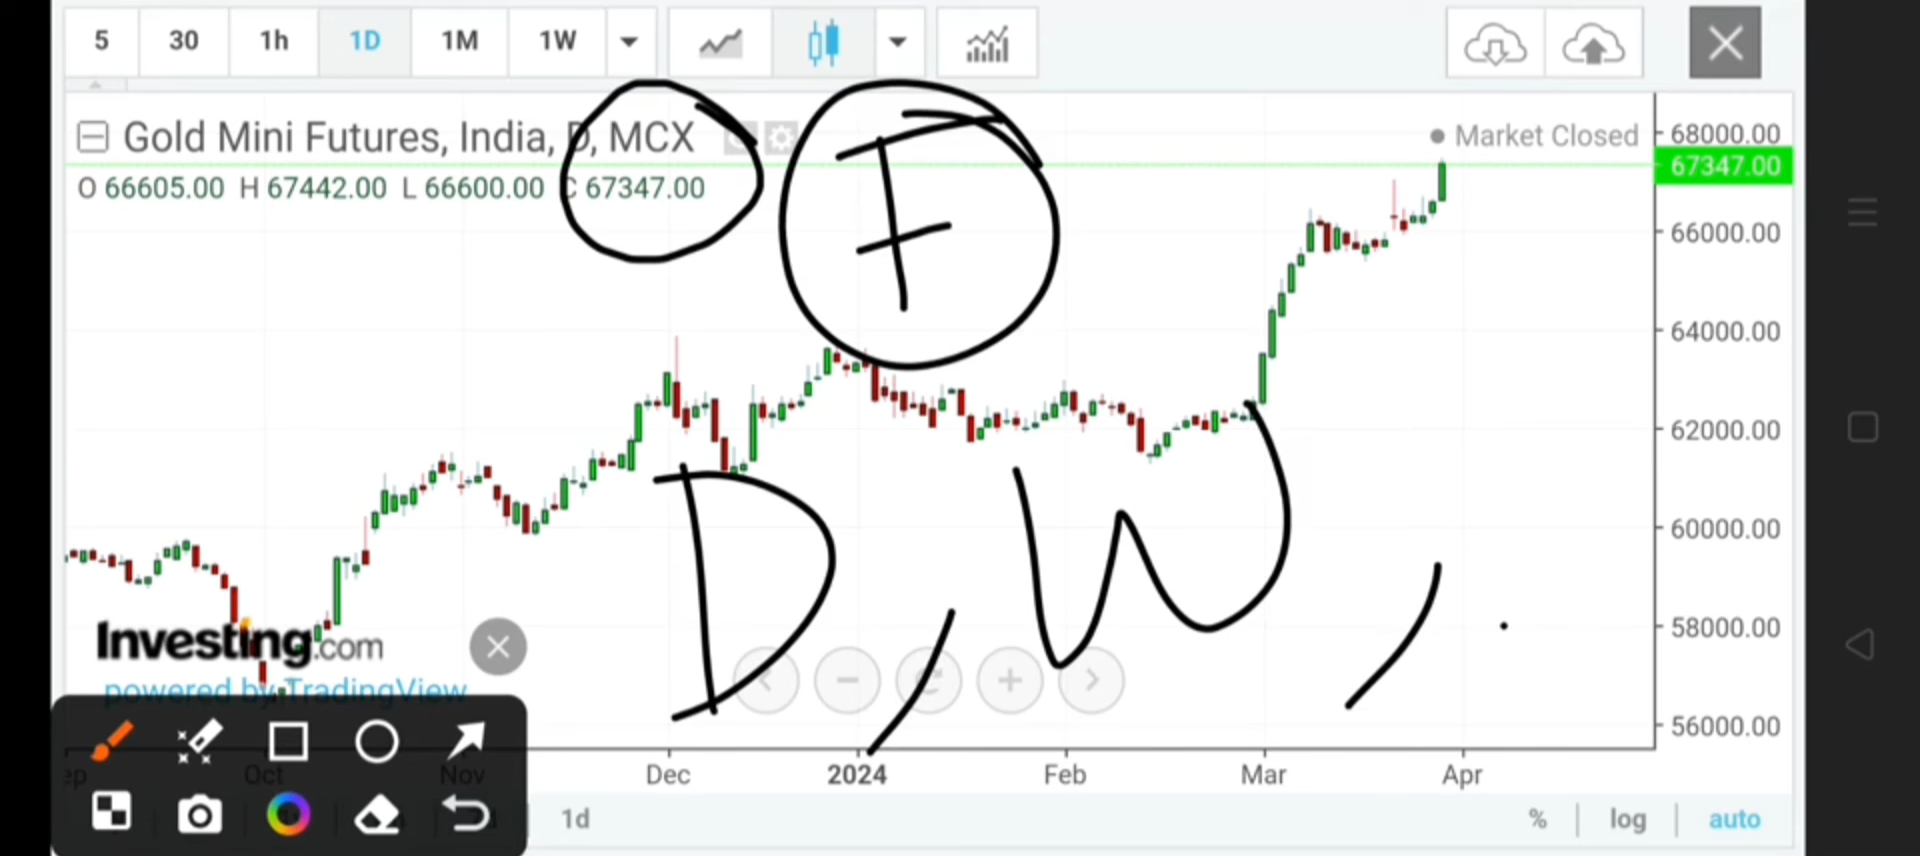 5 30 1h 1D 1M 1W
Gold Mini Futures, India, D, MCX
Market Closed
O 66605.00 H 67442.00 L 66600.00 C 67347.00
68000.00
67347.00
66000.00
64000.00
62000.00
60000.00
58000.00
56000.00
F
D, W, .
Investing.com
powered by TradingView
Oct Nov Dec 2024 Feb Mar Apr
1d % log auto